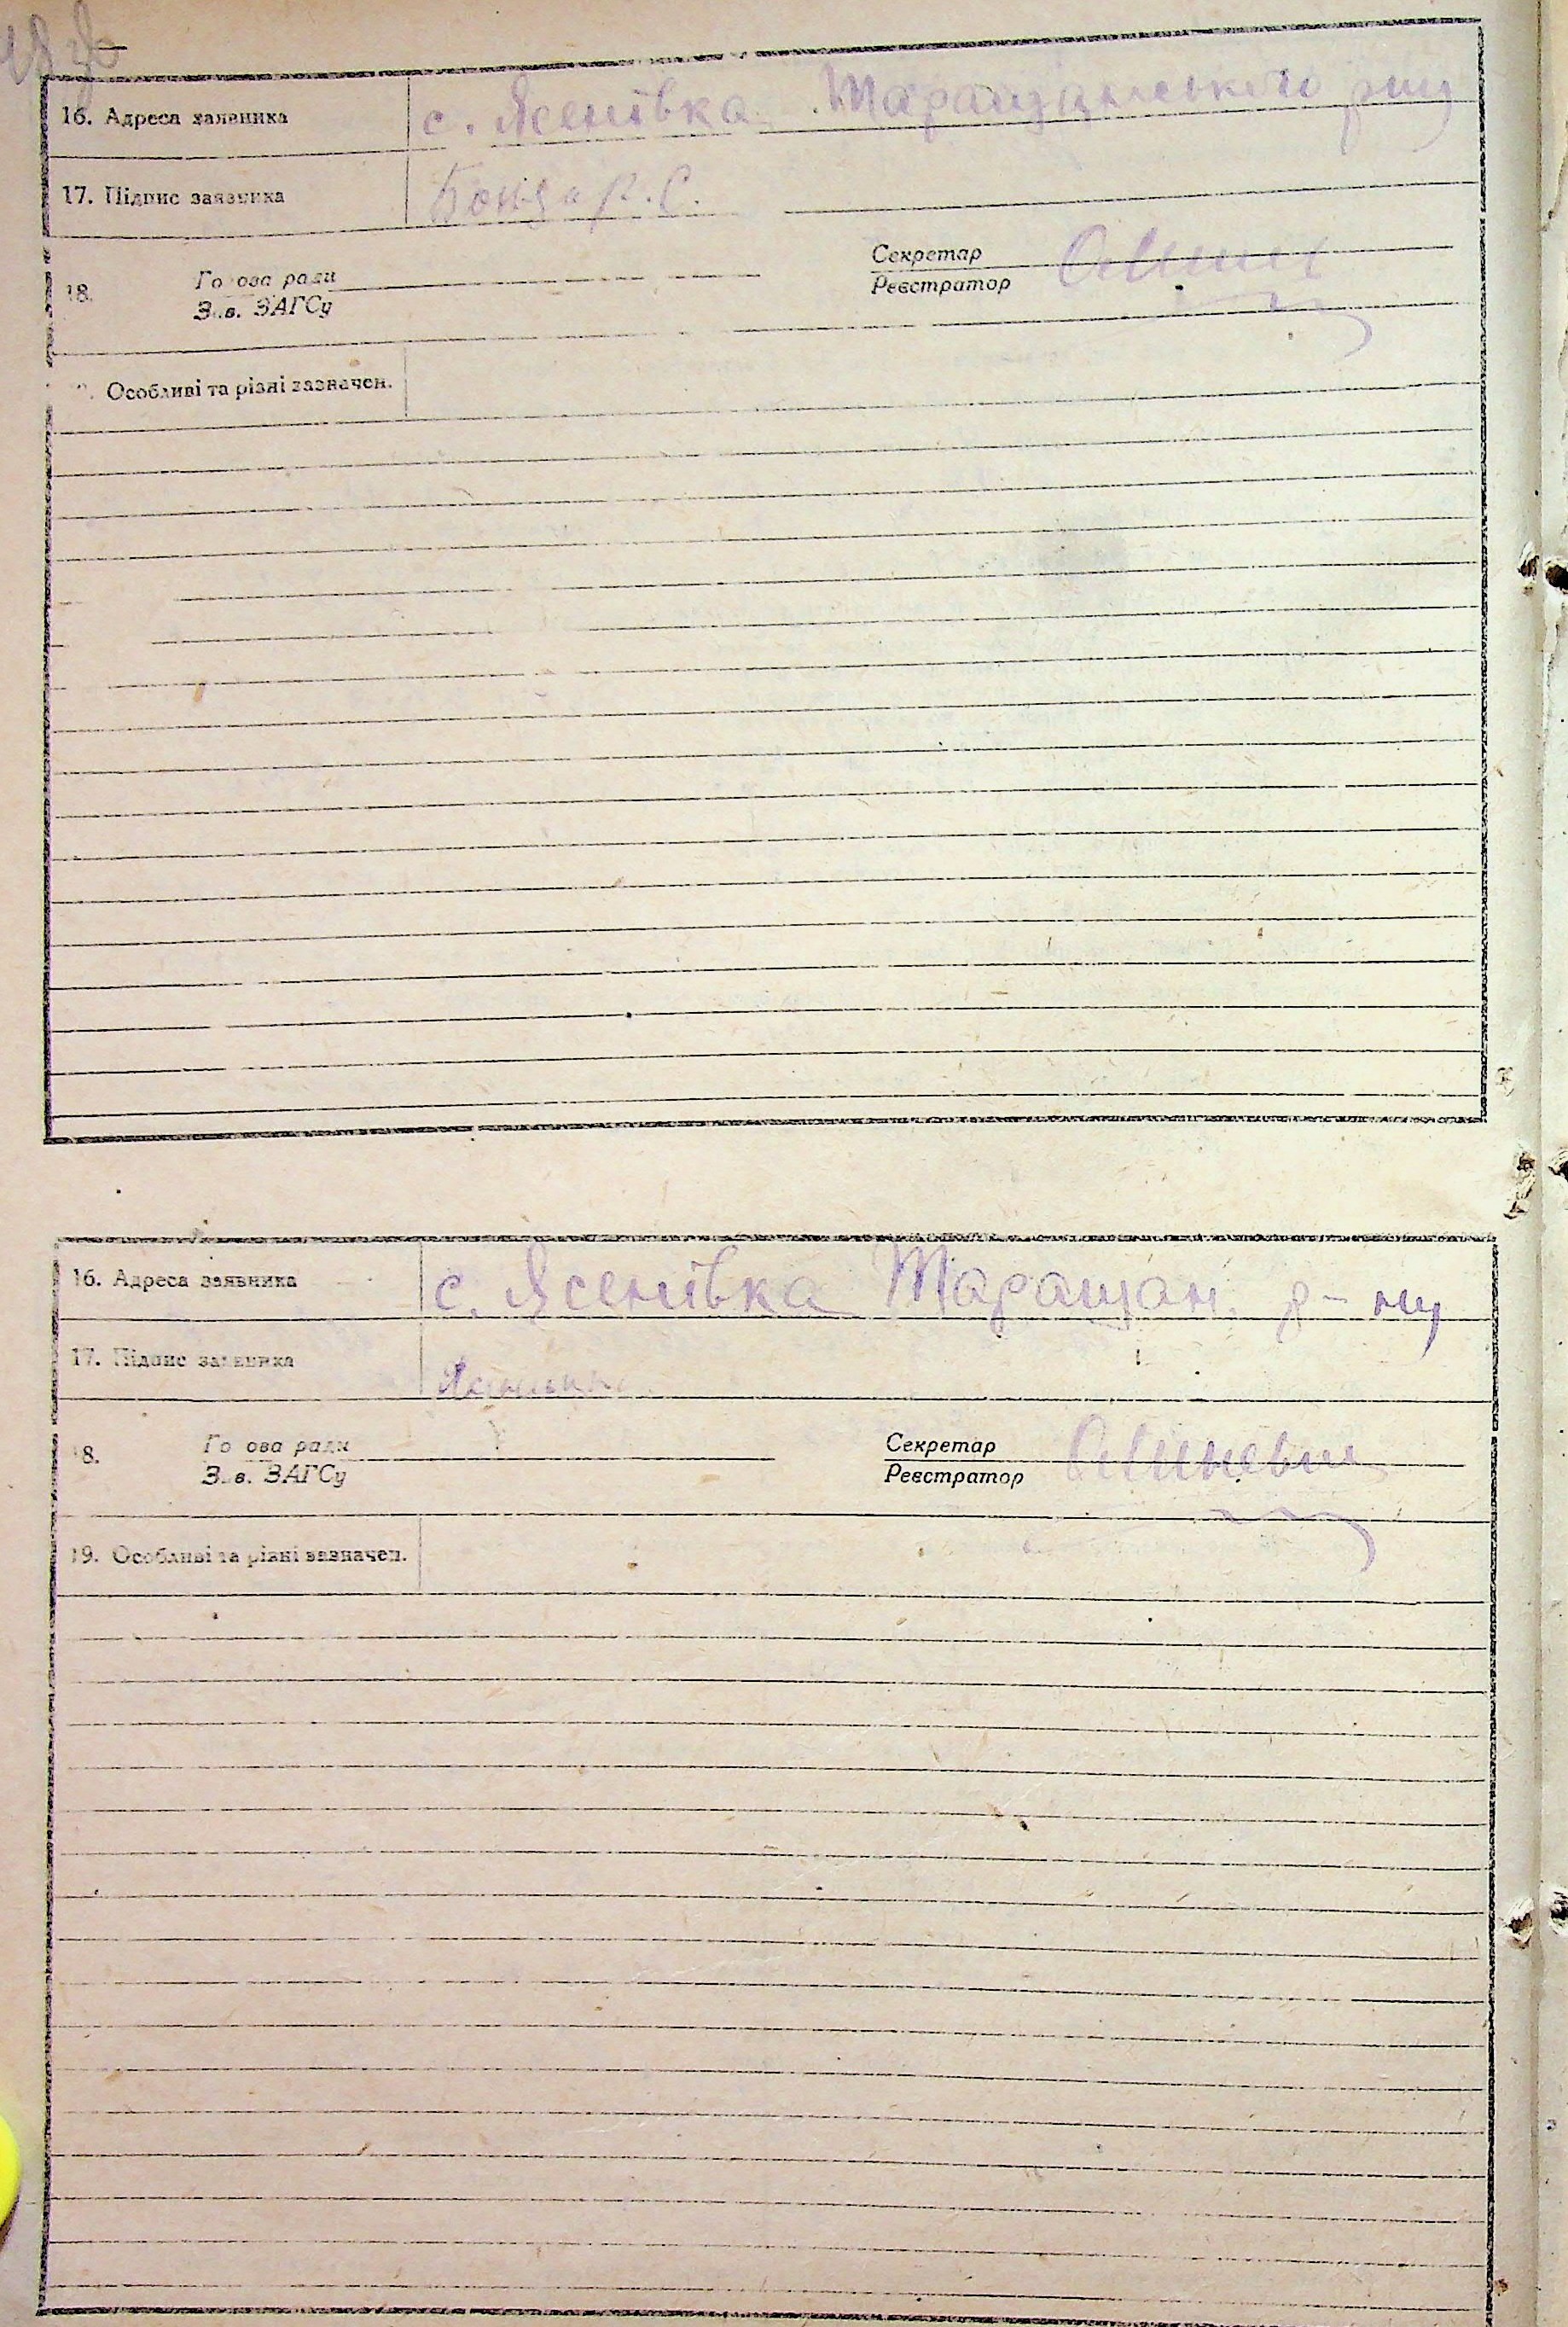 16. Адреса заявника с. Ясенівка Таращанського р-ну
17. Підпис заявника Бондар. С.
18. Голова ради Секретар
Зав. ЗАГСу Реєстратор
Особливі та різні зазначен.
16. Адреса заявника с. Ясенівка Таращан. р-ну
17. Підпис заявника
18. Голова ради Секретар
Зав. ЗАГСу Реєстратор
19. Особливі та різні зазначен.